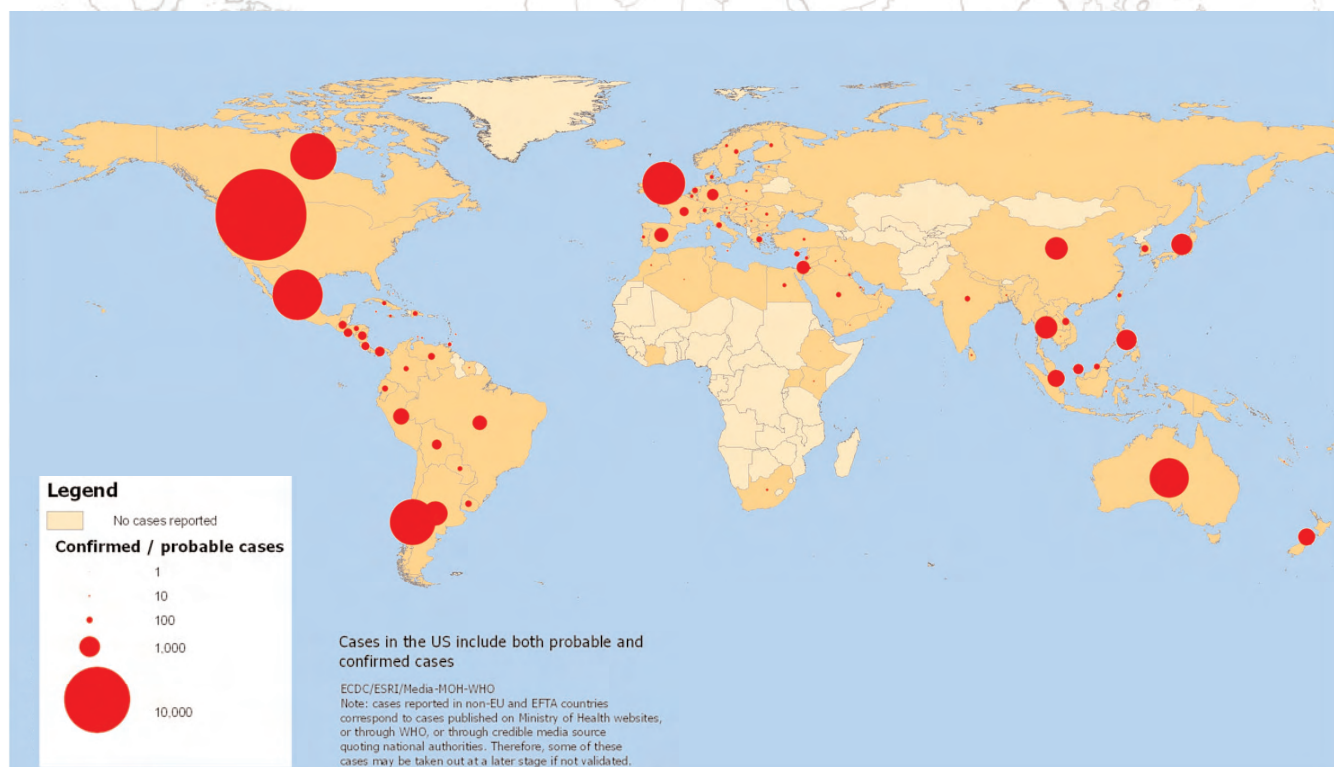 Legend
No cases reported
Confirmed / probable cases
1
10
100
1,000
10,000
Cases in the US include both probable and
confirmed cases
ECDC/ESRI/Media-MOH-WHO
Note: cases reported in non-EU and EFTA countries
correspond to cases published on Ministry of Health websites,
or through WHO, or through credible media source
quoting national authorities. Therefore, some of these
cases may be taken out at a later stage if not validated.